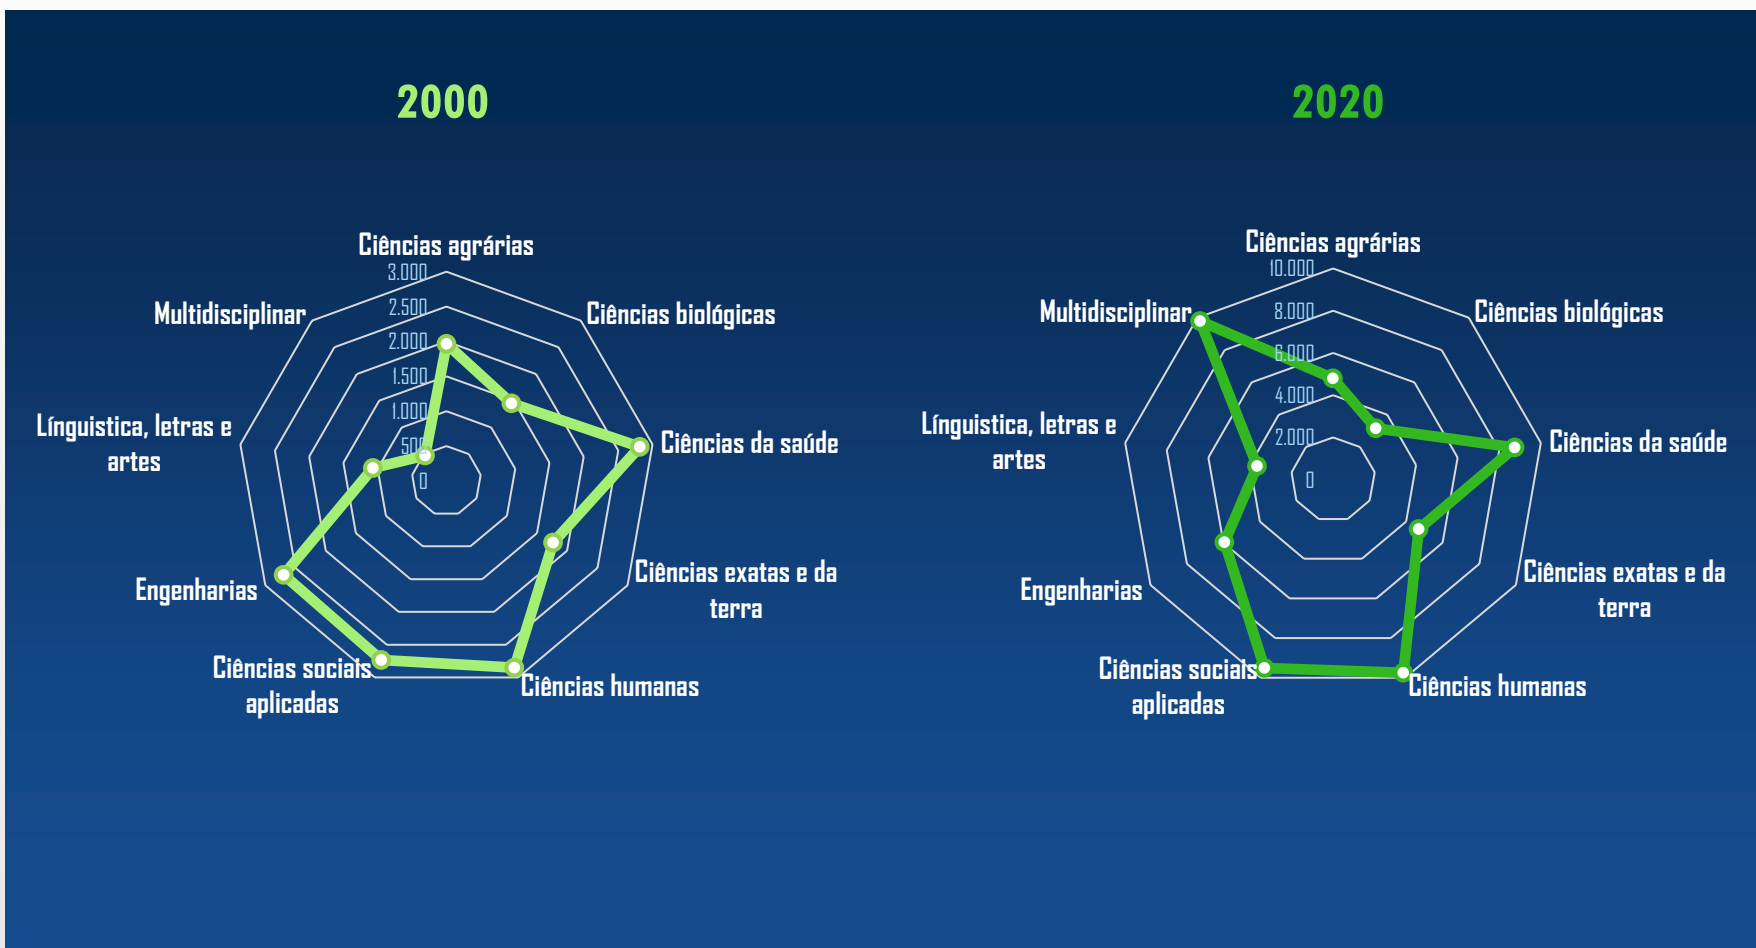 2000
Ciências agrárias
3.000
Multidisciplinar
Ciências biológicas
2.500
2.000
1.500
1.000
500
0
Línguistica, letras e
artes
Ciências da saúde
Engenharias
Ciências exatas e da
terra
Ciências sociais
aplicadas
Ciências humanas
2020
Ciências agrárias
10.000
Multidisciplinar
Ciências biológicas
8.000
6.000
4.000
2.000
0
Línguistica, letras e
artes
Ciências da saúde
Engenharias
Ciências exatas e da
terra
Ciências sociais
aplicadas
Ciências humanas